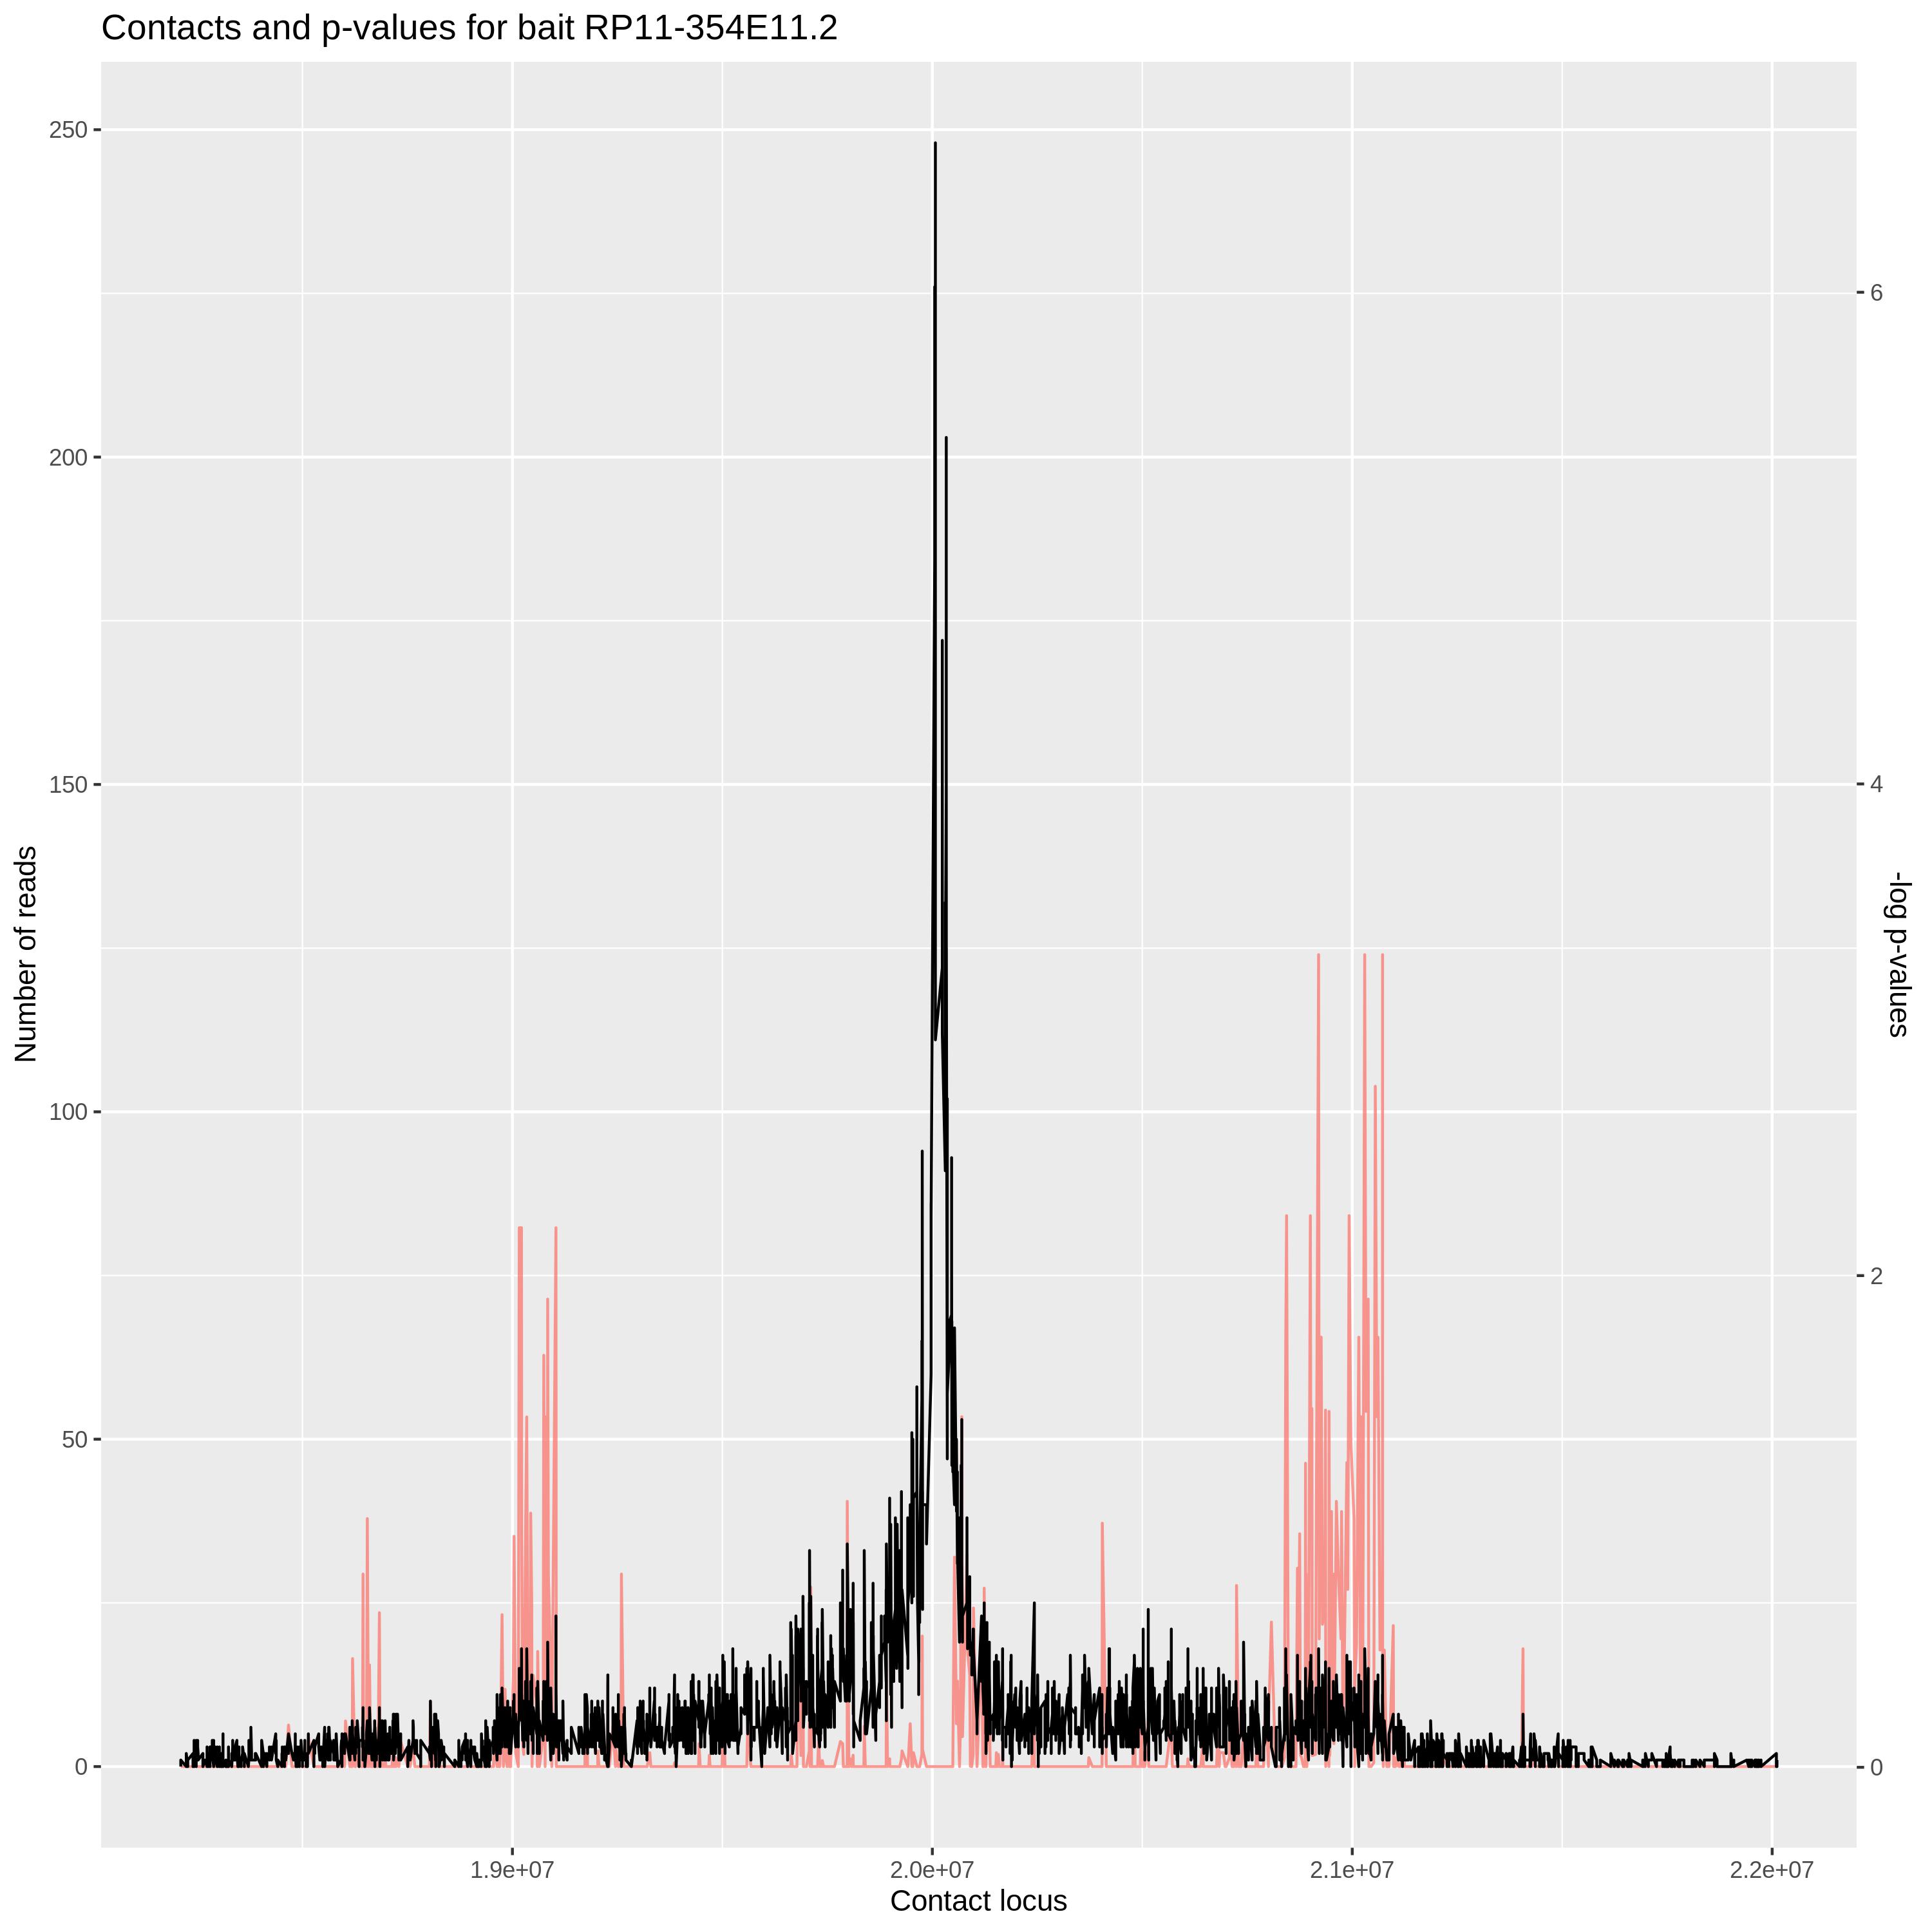 Contacts and p-values for bait RP11-354E11.2
250
200
150
100
50
0
Number of reads
6
4
2
0
-log p-values
1.9e+07 2.0e+07 2.1e+07 2.2e+07
Contact locus